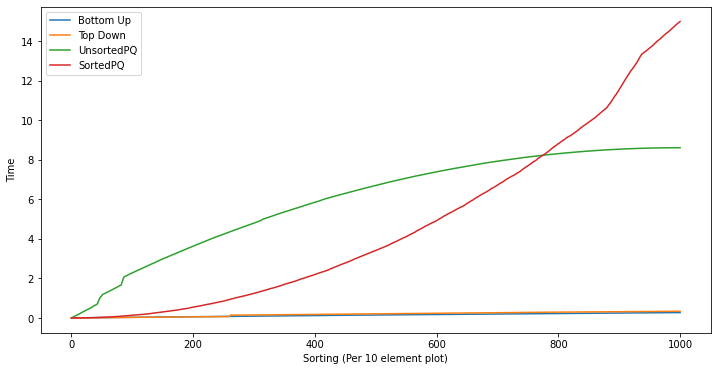 Bottom Up
Top Down
UnsortedPQ
SortedPQ
14
12
10
8
6
4
2
0
Time
0 200 400 600 800 1000
Sorting (Per 10 element plot)